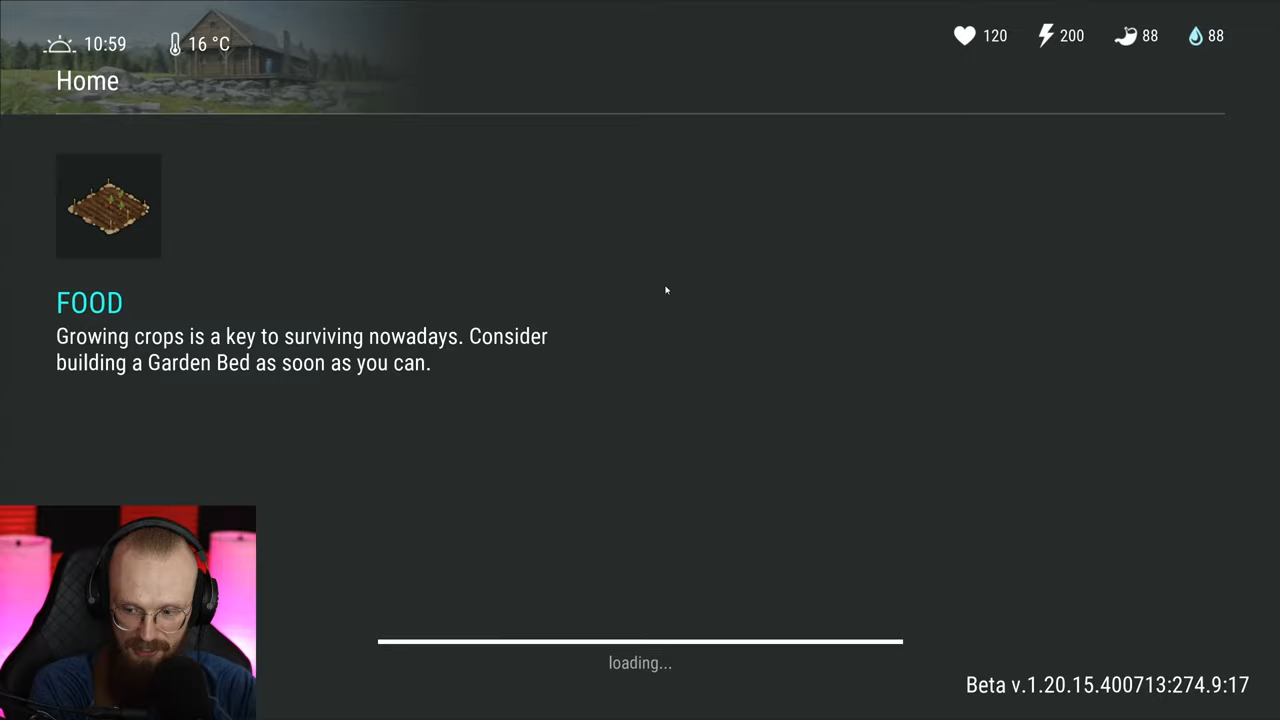 10:59 16 °C 120 200 88 88
Home
FOOD
Growing crops is a key to surviving nowadays. Consider
building a Garden Bed as soon as you can.
loading...
Beta v.1.20.15.400713:274.9:17